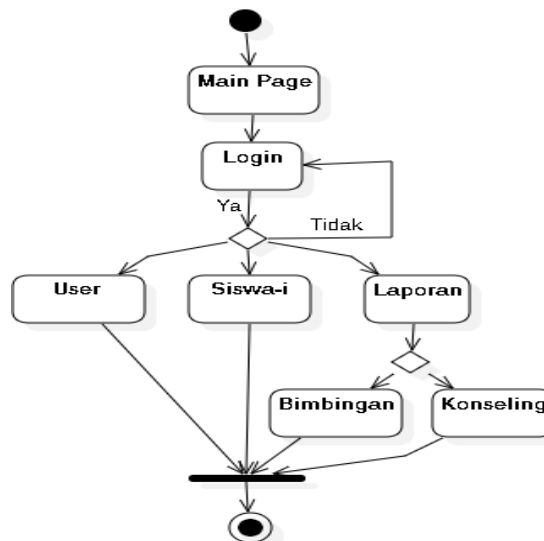 Main Page
Login
Ya
Tidak
User
Siswa-i
Laporan
Bimbingan
Konseling